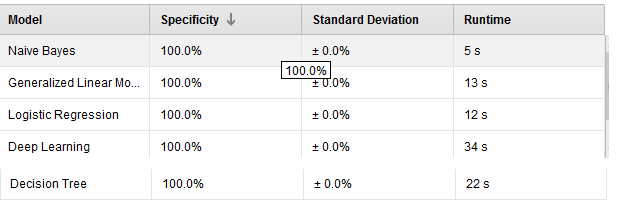 Model Specificity ↓ Standard Deviation Runtime
Naive Bayes 100.0% ± 0.0% 5 s
100.0%
Generalized Linear Mo... 100.0% ± 0.0% 13 s
Logistic Regression 100.0% ± 0.0% 12 s
Deep Learning 100.0% ± 0.0% 34 s
Decision Tree 100.0% ± 0.0% 22 s